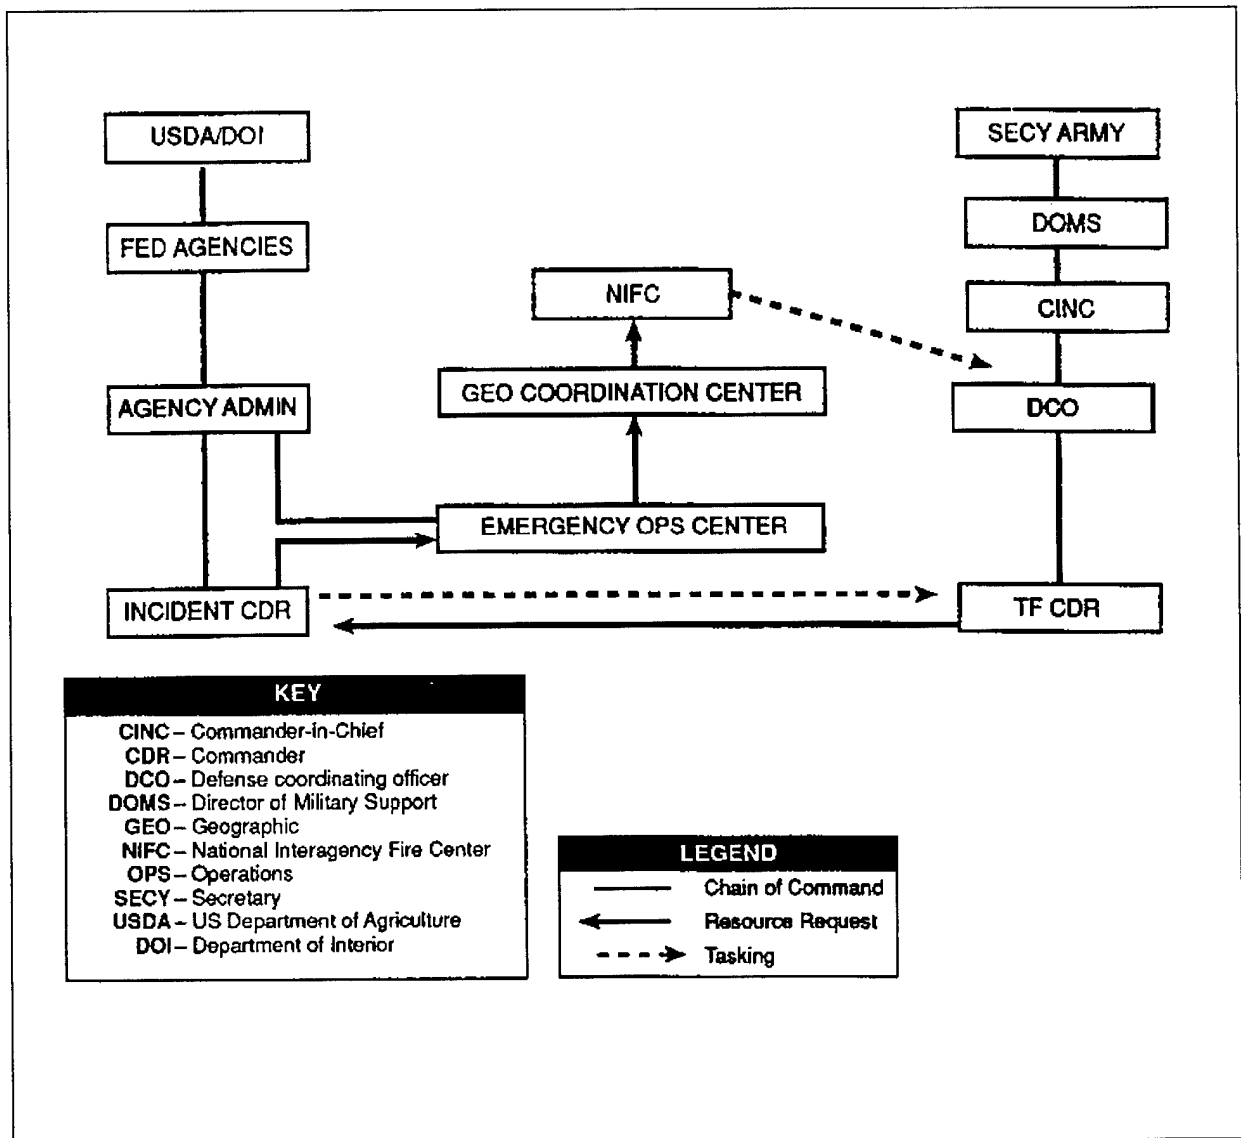 USDA/DOI
SECY ARMY
FED AGENCIES
DOMS
NIFC
CINC
GEO COORDINATION CENTER
AGENCY ADMIN
DCO
EMERGENCY OPS CENTER
INCIDENT CDR
TF CDR
KEY
CINC – Commander-in-Chief
CDR – Commander
DCO – Defense coordinating officer
DOMS – Director of Military Support
GEO – Geographic
NIFC – National Interagency Fire Center
OPS – Operations
SECY – Secretary
USDA – US Department of Agriculture
DOI – Department of Interior
LEGEND
Chain of Command
Resource Request
Tasking